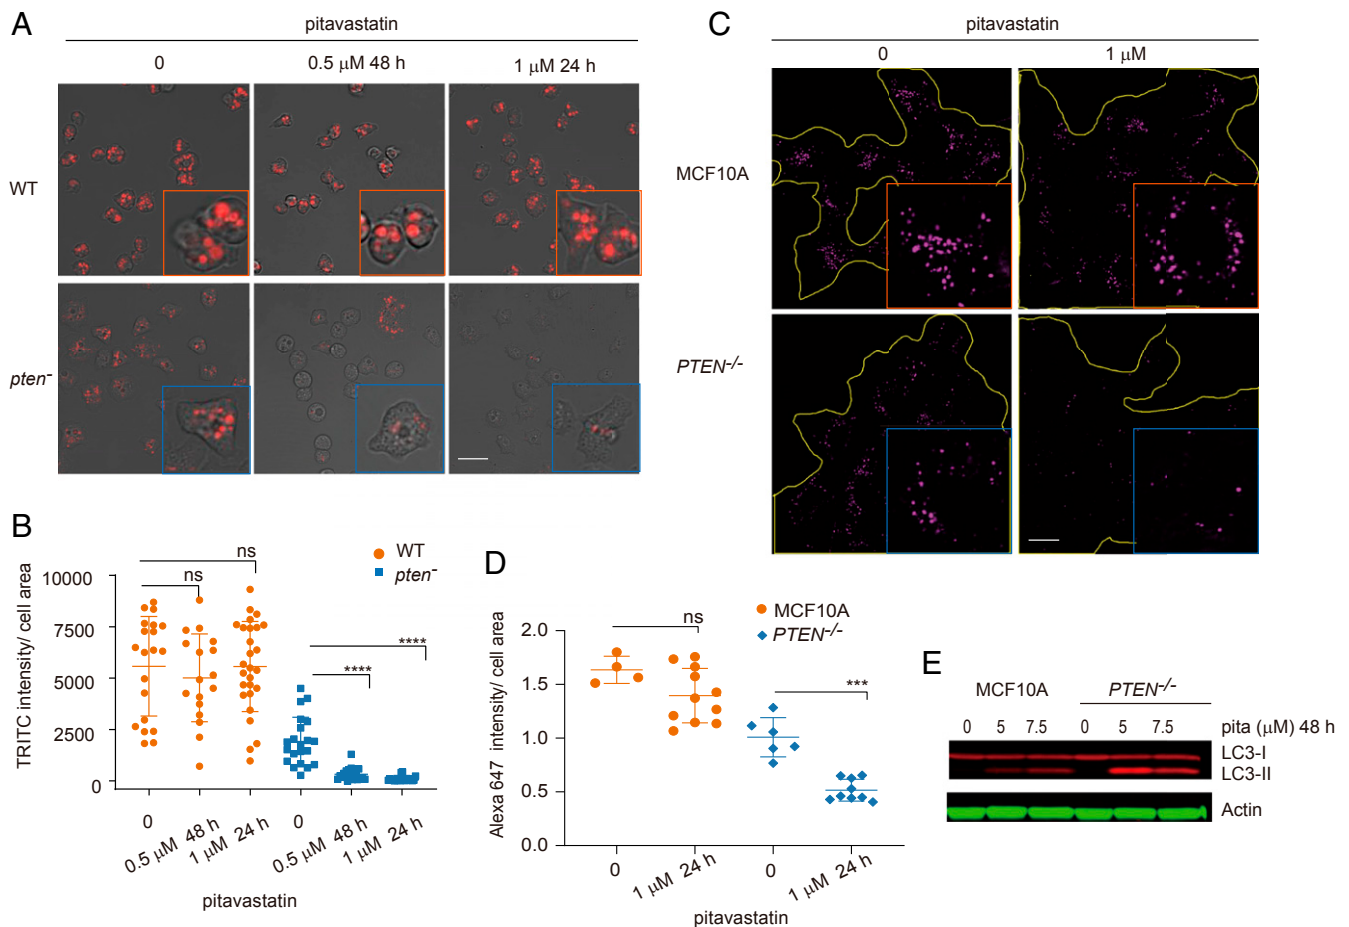 A
pitavastatin
0
0.5 μM 48 h
1 μM 24 h
WT
pten-
B
TRITC intensity/ cell area
10000
7500
5000
2500
0
ns
ns
****
****
WT
pten-
0
0.5 μM 48 h
1 μM 24 h
0
0.5 μM 48 h
1 μM 24 h
pitavastatin
C
pitavastatin
0
1 μM
MCF10A
PTEN-/-
D
Alexa 647 intensity/ cell area
2.0
1.5
1.0
0.5
0.0
ns
***
MCF10A
PTEN-/-
0
1 μM 24 h
0
1 μM 24 h
pitavastatin
E
MCF10A
PTEN-/-
0 5 7.5 0 5 7.5 pita (μM) 48 h
LC3-I
LC3-II
Actin